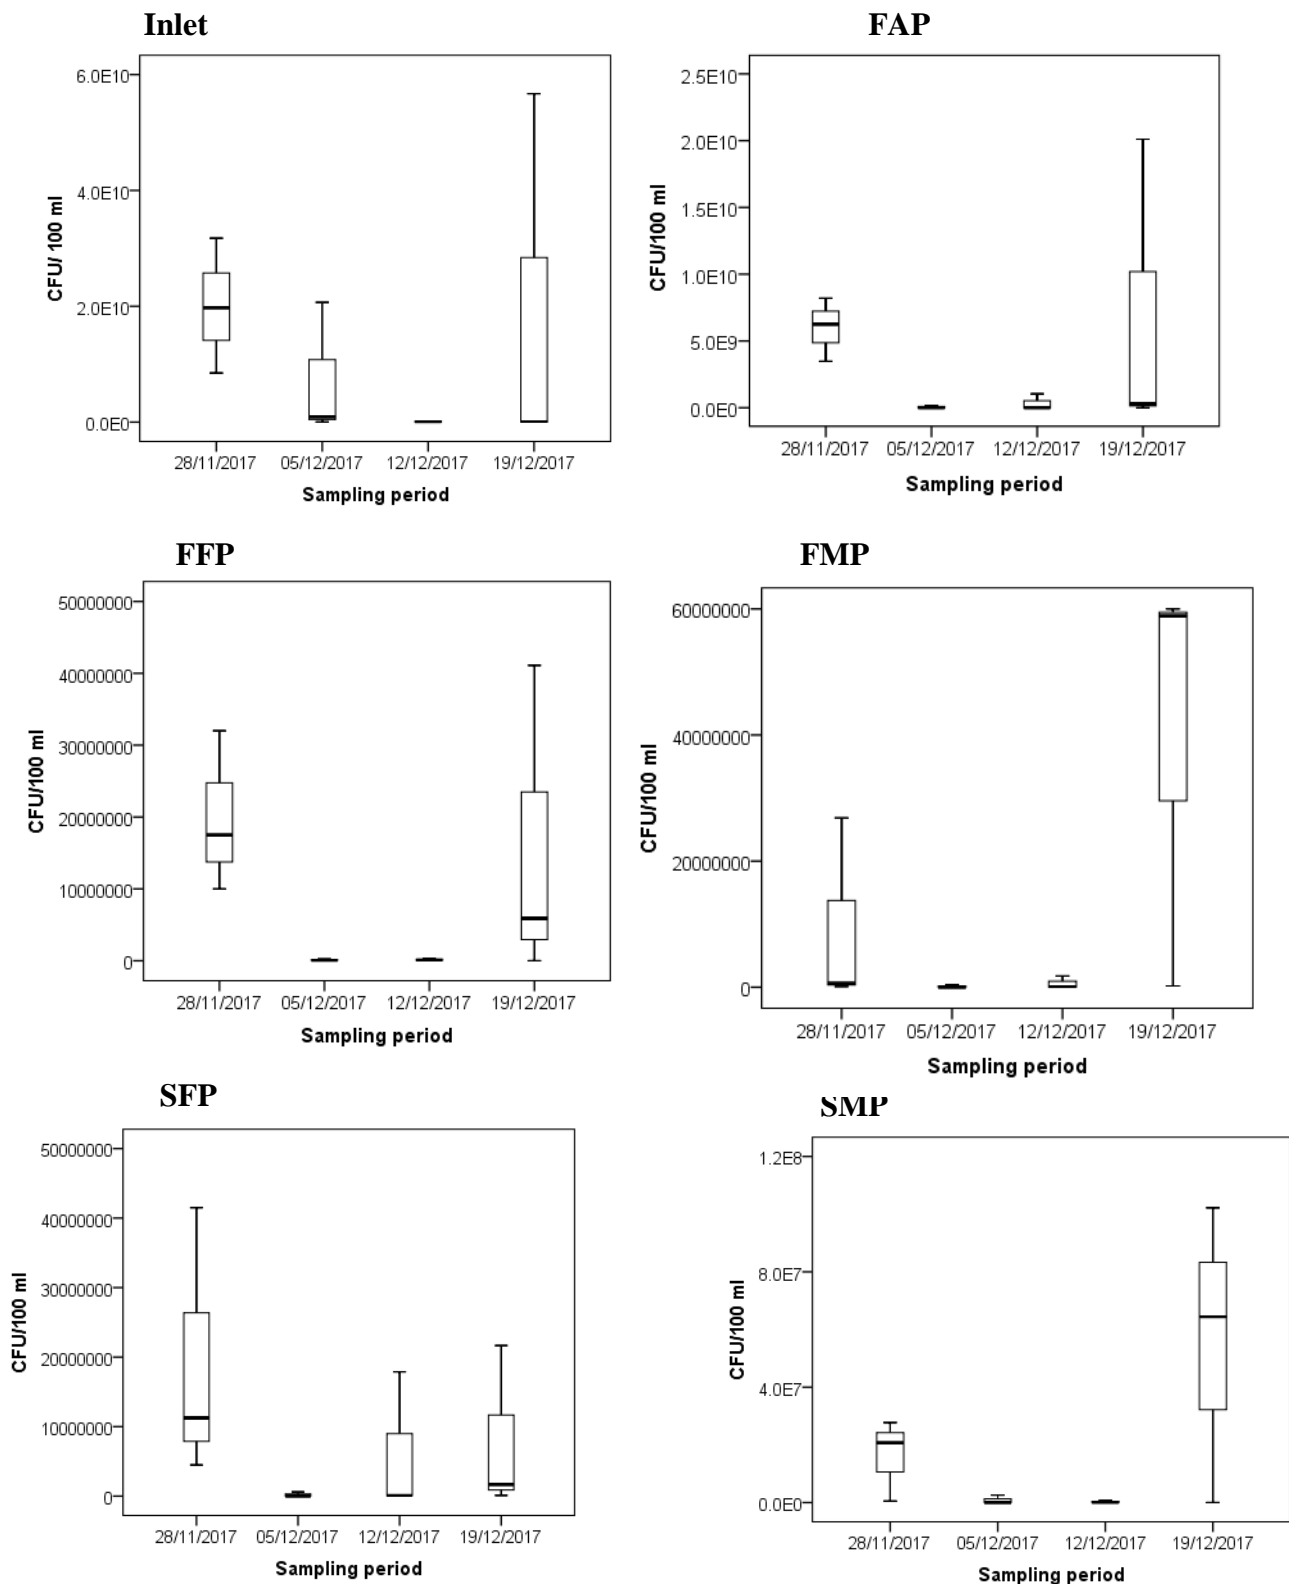 Inlet
6.0E10
4.0E10
2.0E10
0.0E0
CFU/ 100 ml
28/11/2017 05/12/2017 12/12/2017 19/12/2017
Sampling period
FAP
2.5E10
2.0E10
1.5E10
1.0E10
5.0E9
0.0E0
CFU/100 ml
28/11/2017 05/12/2017 12/12/2017 19/12/2017
Sampling period
FFP
50000000
40000000
30000000
20000000
10000000
0
CFU/100 ml
28/11/2017 05/12/2017 12/12/2017 19/12/2017
Sampling period
FMP
60000000
40000000
20000000
0
CFU/100 ml
28/11/2017 05/12/2017 12/12/2017 19/12/2017
Sampling period
SFP
50000000
40000000
30000000
20000000
10000000
0
CFU/100 ml
28/11/2017 05/12/2017 12/12/2017 19/12/2017
Sampling period
SMP
1.2E8
8.0E7
4.0E7
0.0E0
CFU/100 ml
28/11/2017 05/12/2017 12/12/2017 19/12/2017
Sampling period